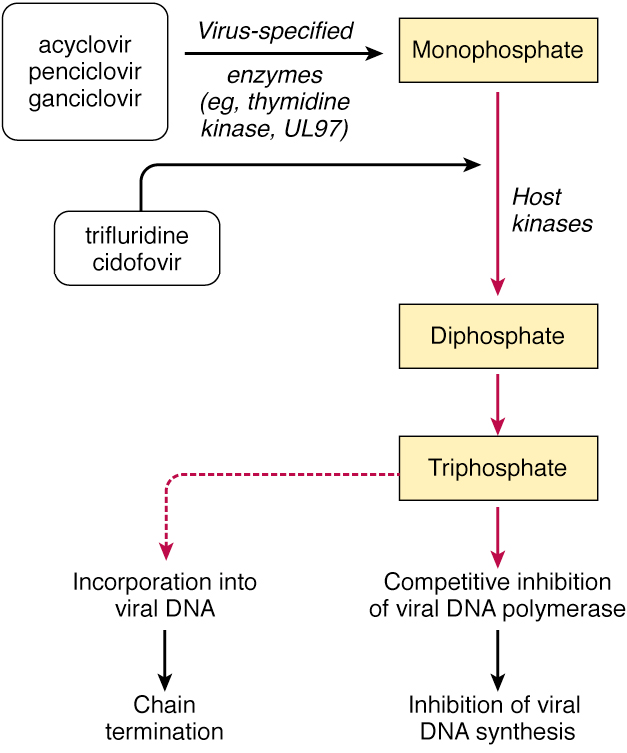 acyclovir
penciclovir
ganciclovir
Virus-specified
enzymes
(eg, thymidine
kinase, UL97)
Monophosphate
trifluridine
cidofovir
Host
kinases
Diphosphate
Triphosphate
Incorporation into
viral DNA
Competitive inhibition
of viral DNA polymerase
Chain
termination
Inhibition of viral
DNA synthesis